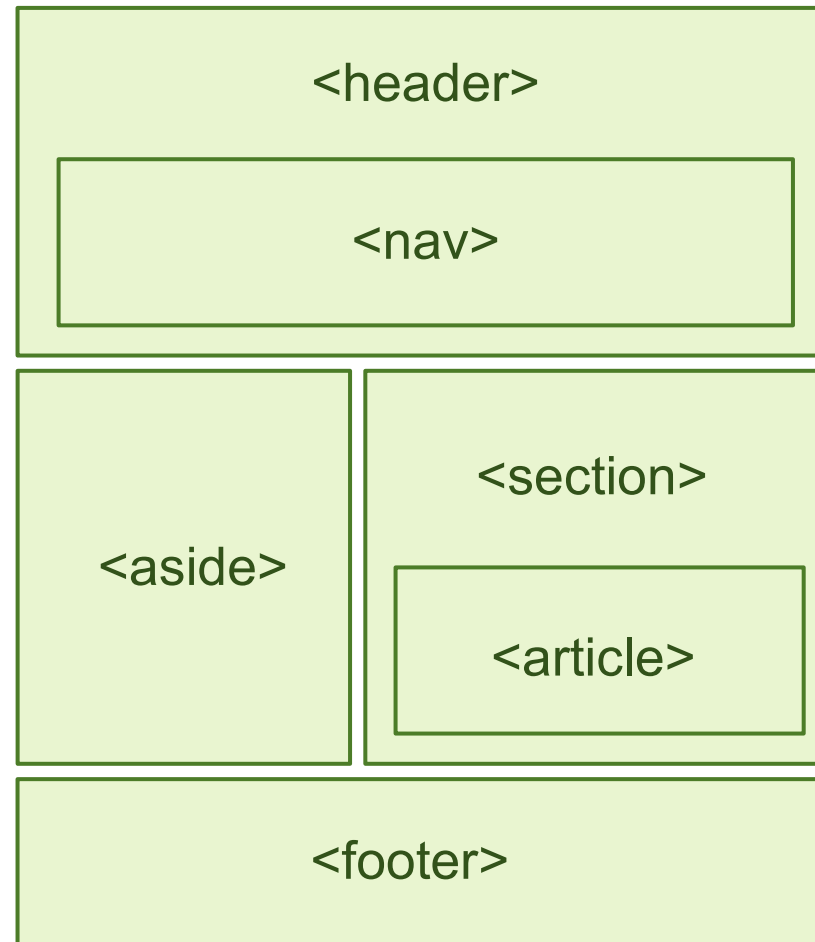 <header>
<nav>
<aside>
<section>
<article>
<footer>